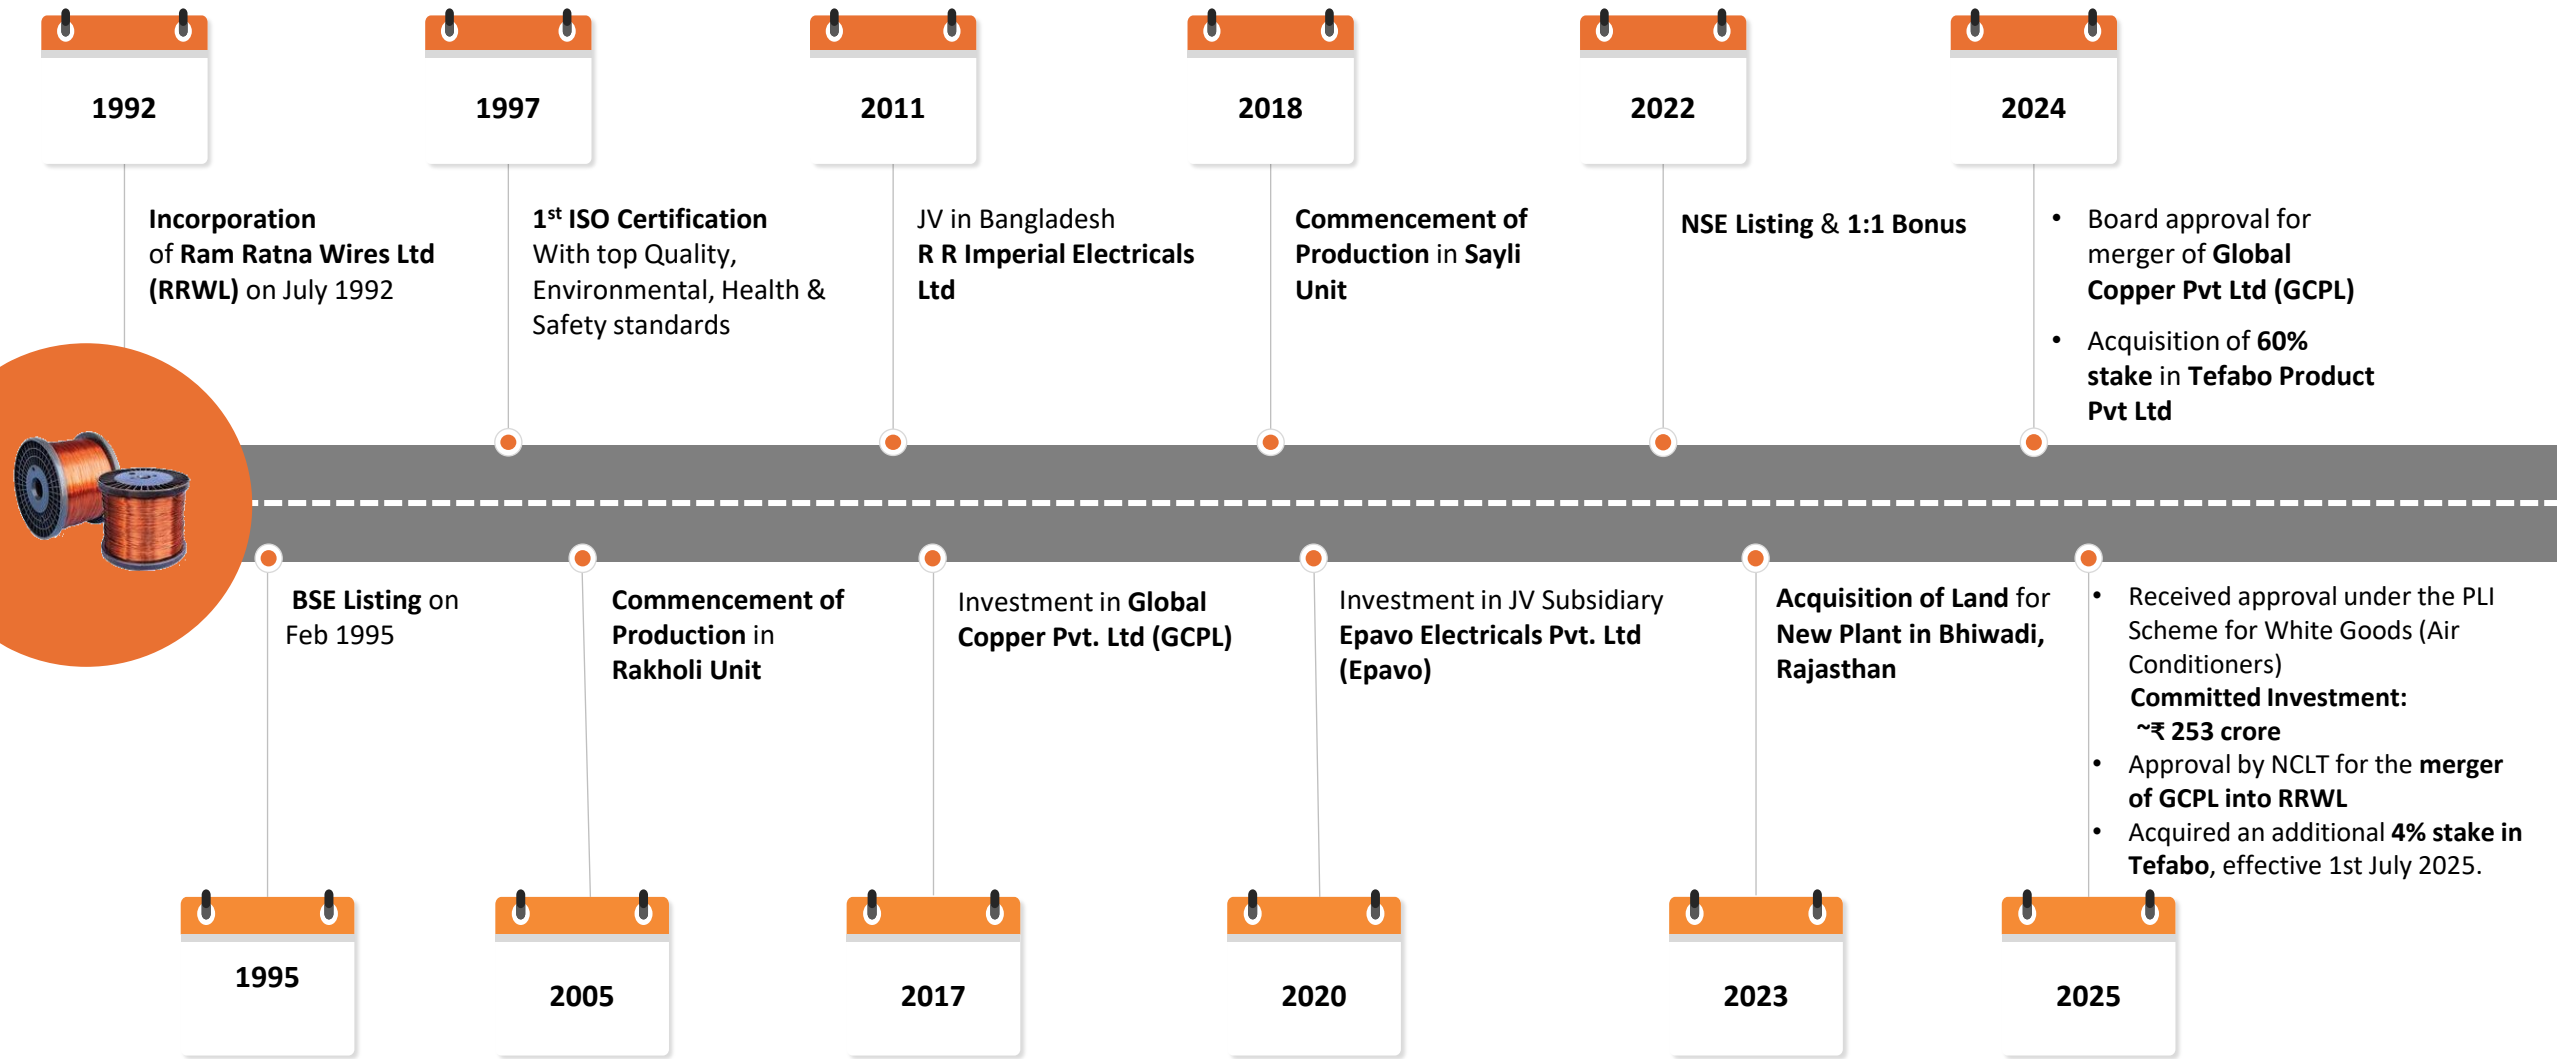 1992
1997
2011
2018
2022
2024
Incorporation
of Ram Ratna Wires Ltd
(RRWL) on July 1992
1st ISO Certification
With top Quality,
Environmental, Health &
Safety standards
JV in Bangladesh
R R Imperial Electricals
Ltd
Commencement of
Production in Sayli
Unit
NSE Listing & 1:1 Bonus
• Board approval for
merger of Global
Copper Pvt Ltd (GCPL)
• Acquisition of 60%
stake in Tefabo Product
Pvt Ltd
BSE Listing on
Feb 1995
Commencement of
Production in
Rakholi Unit
Investment in Global
Copper Pvt. Ltd (GCPL)
Investment in JV Subsidiary
Epavo Electricals Pvt. Ltd
(Epavo)
Acquisition of Land for
New Plant in Bhiwadi,
Rajasthan
• Received approval under the PLI
Scheme for White Goods (Air
Conditioners)
Committed Investment:
~₹ 253 crore
• Approval by NCLT for the merger
of GCPL into RRWL
• Acquired an additional 4% stake in
Tefabo, effective 1st July 2025.
1995
2005
2017
2020
2023
2025